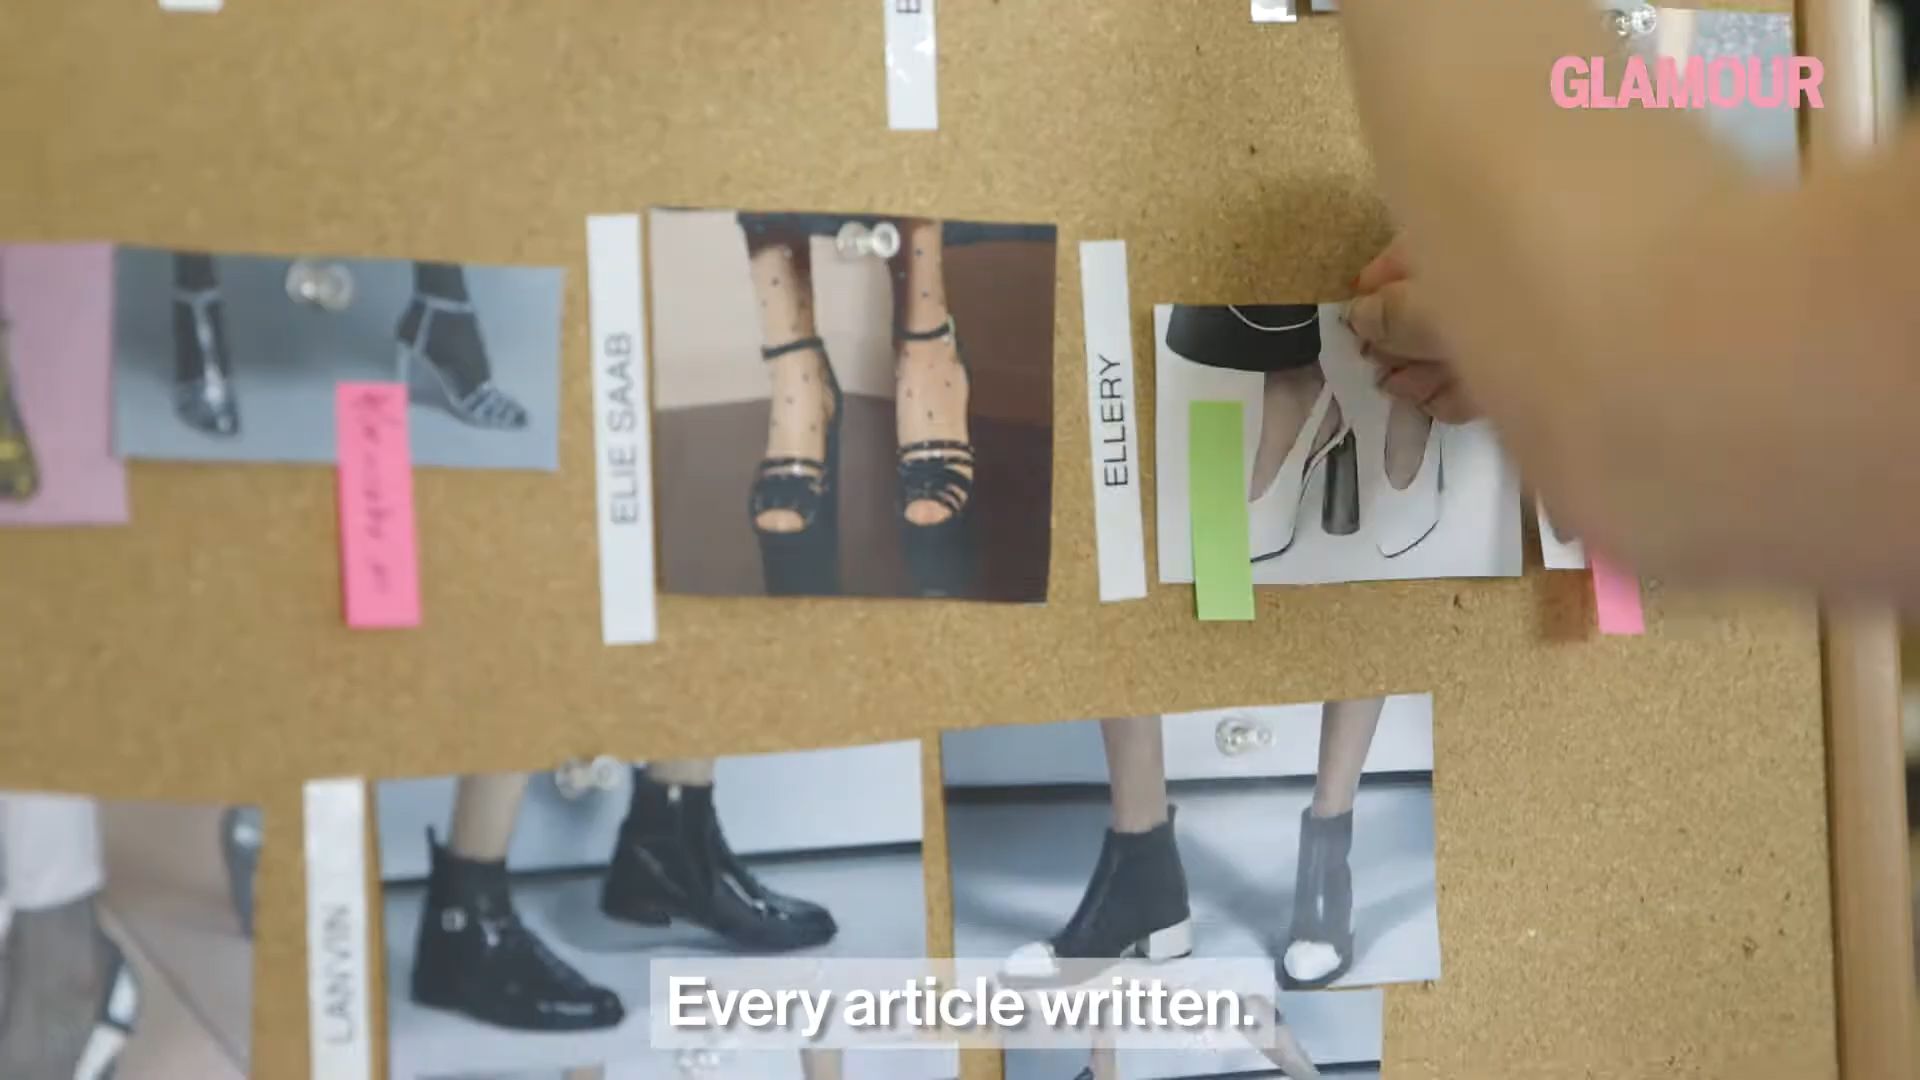 GLAMOUR
ELIE SAAB
ELLERY
LANVIN
Every article written.